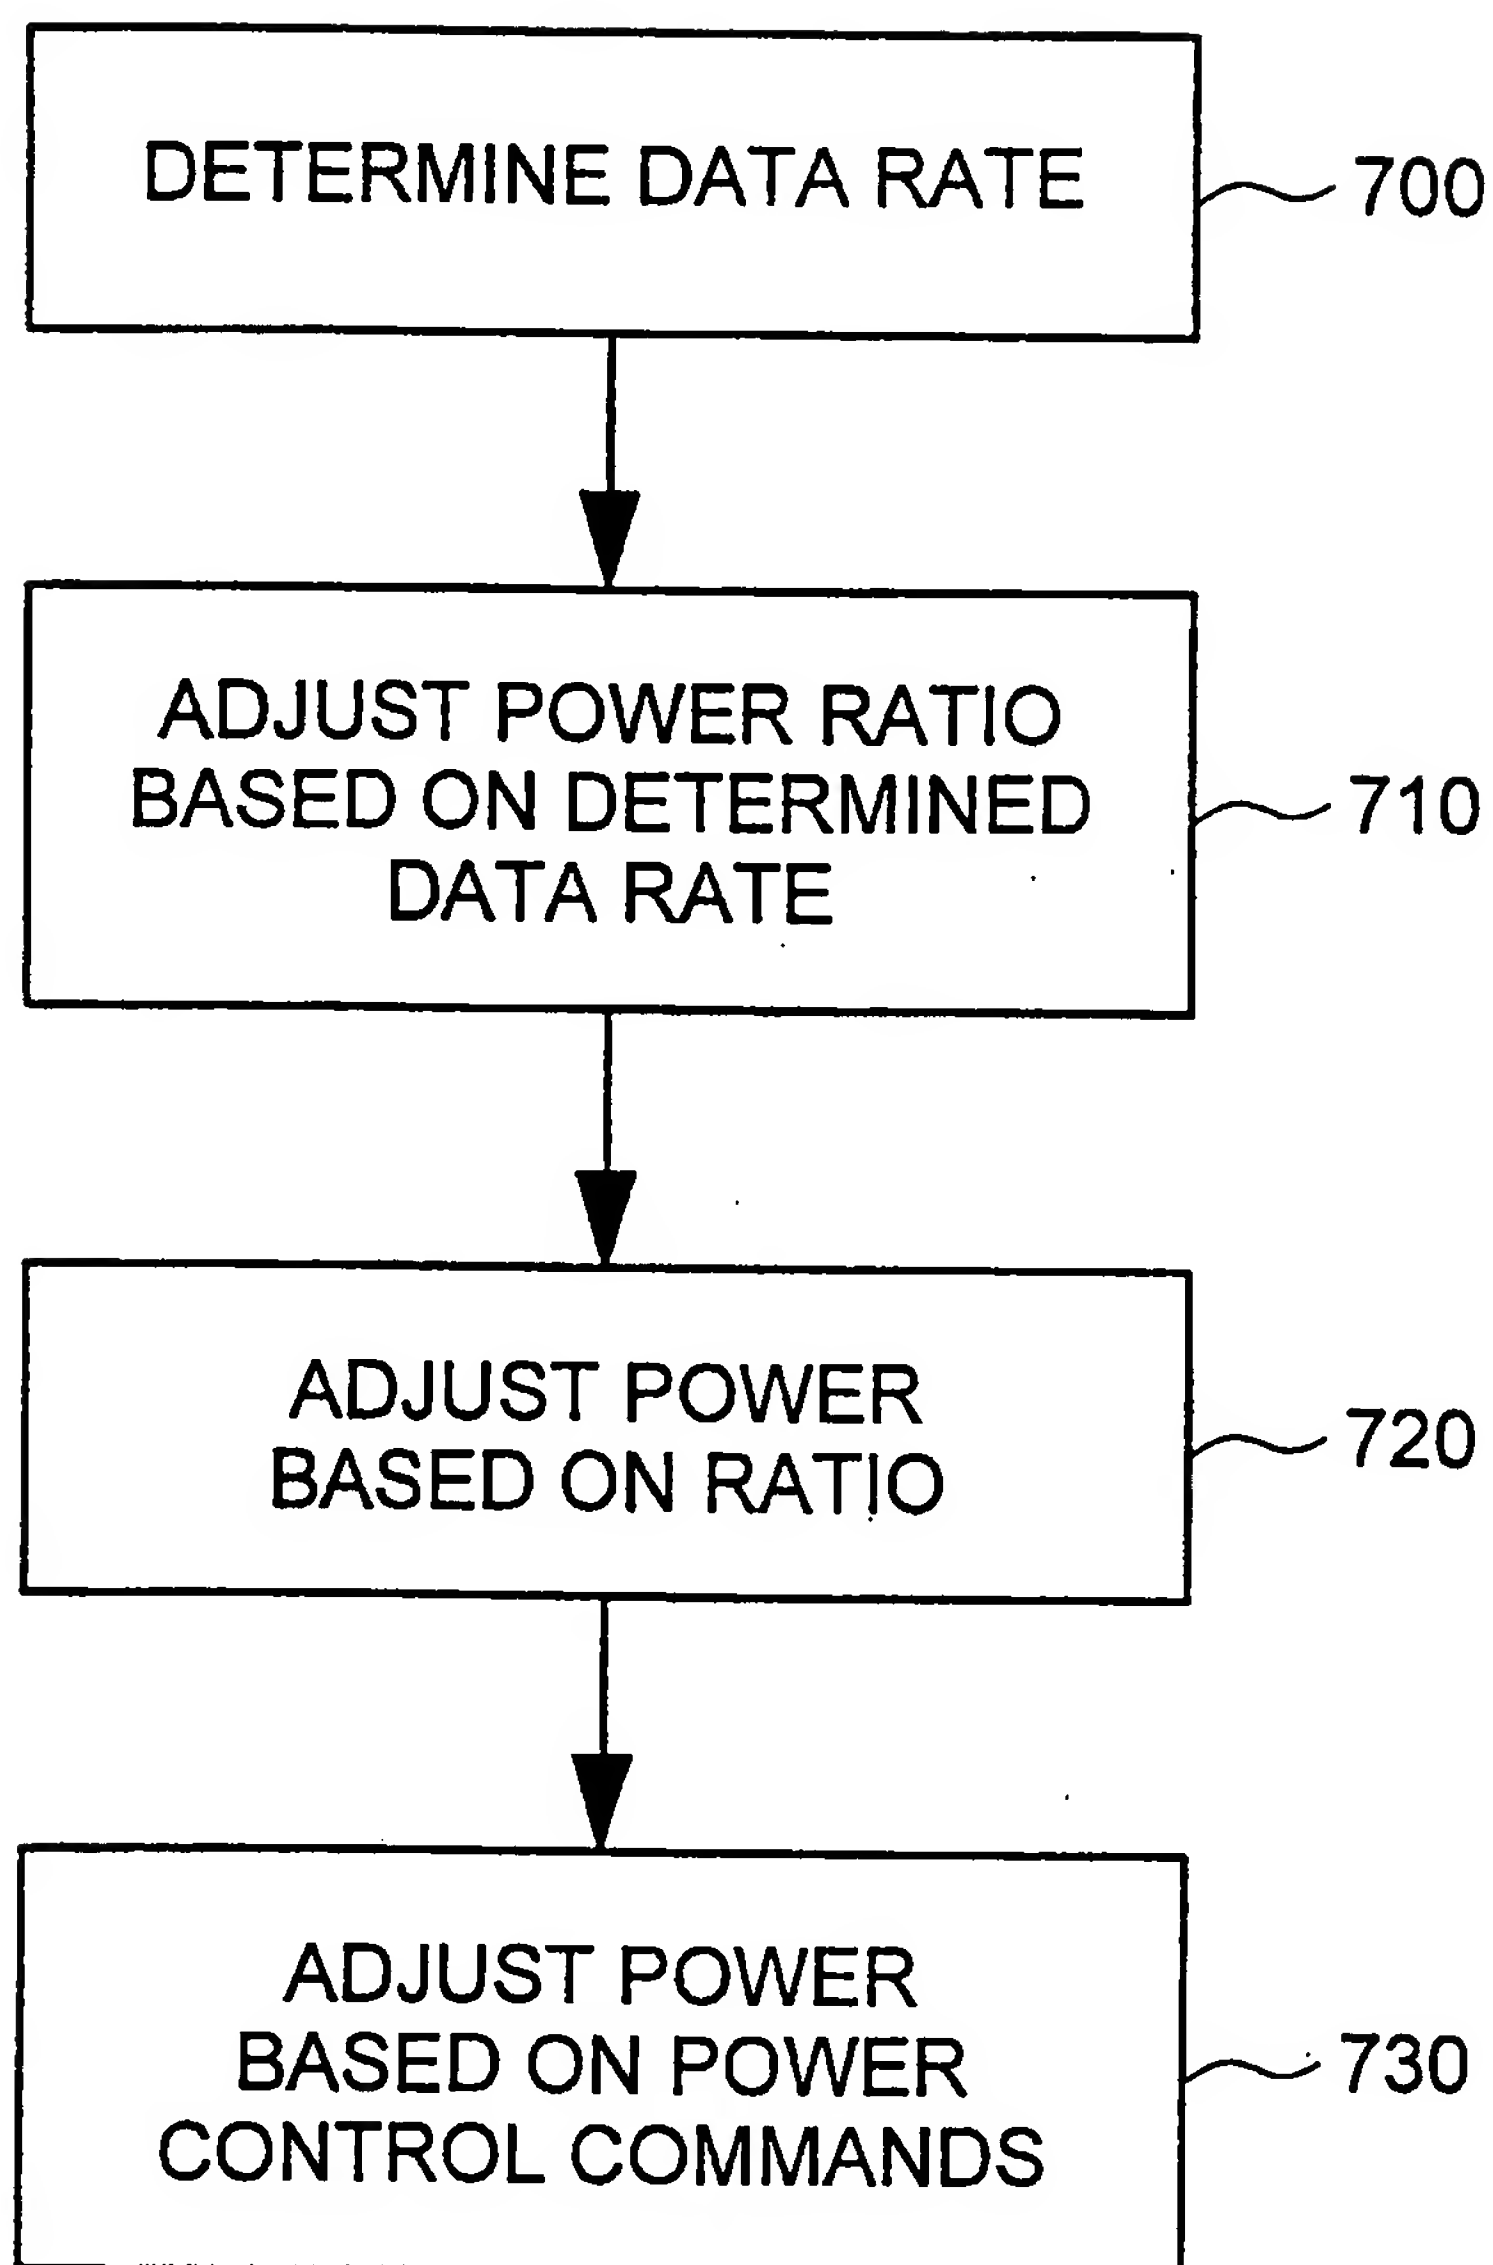 DETERMINE DATA RATE
700
ADJUST POWER RATIO
BASED ON DETERMINED
DATA RATE
710
ADJUST POWER
BASED ON RATIO
720
ADJUST POWER
BASED ON POWER
CONTROL COMMANDS
730